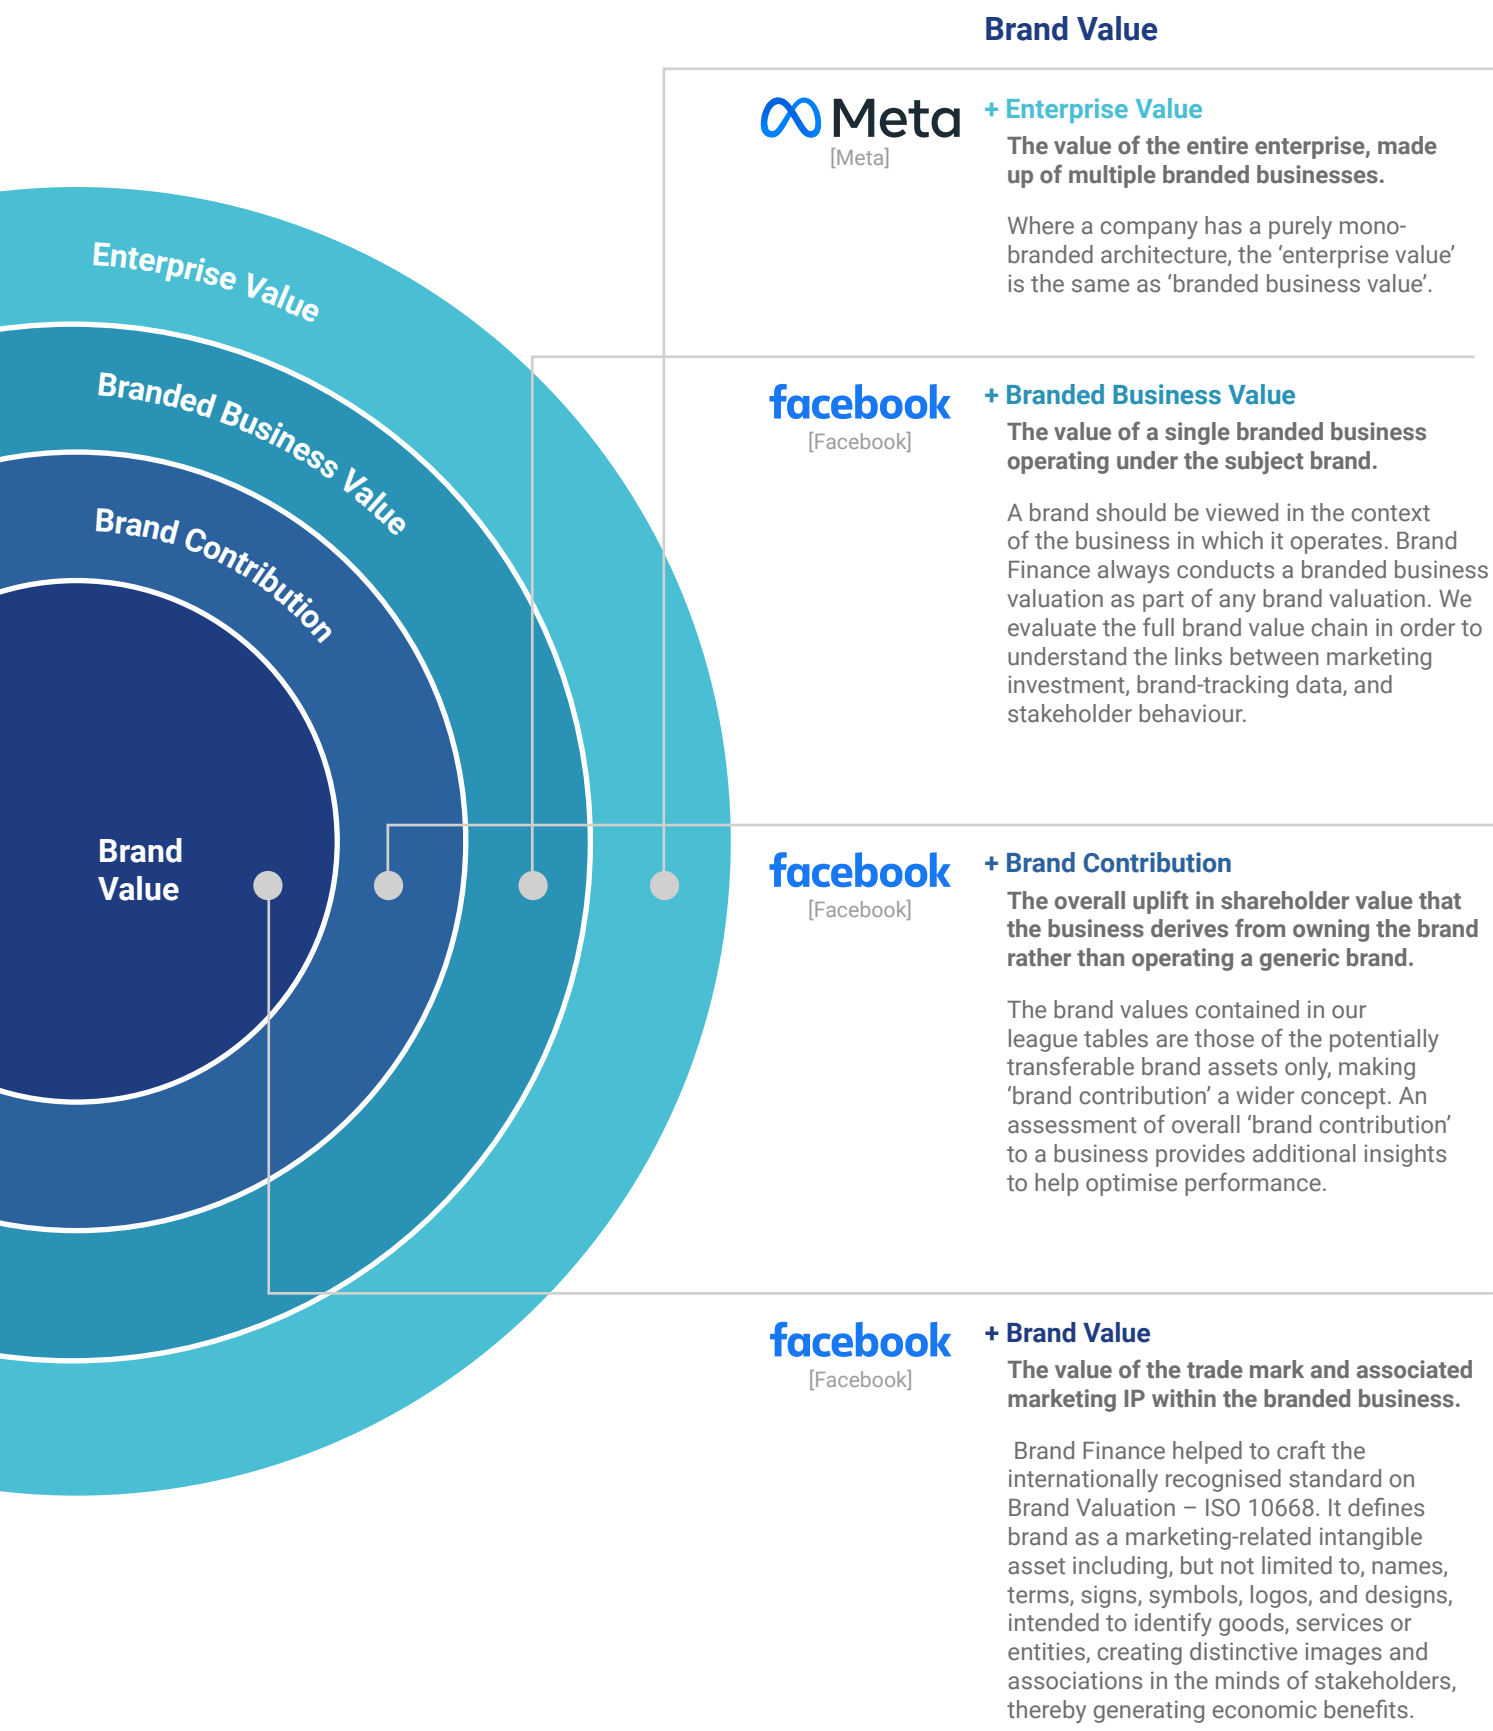 Brand Value
Meta
[Meta]
+ Enterprise Value
The value of the entire enterprise, made
up of multiple branded businesses.
Where a company has a purely mono-
branded architecture, the ‘enterprise value’
is the same as ‘branded business value’.
facebook
[Facebook]
+ Branded Business Value
The value of a single branded business
operating under the subject brand.
A brand should be viewed in the context
of the business in which it operates. Brand
Finance always conducts a branded business
valuation as part of any brand valuation. We
evaluate the full brand value chain in order to
understand the links between marketing
investment, brand-tracking data, and
stakeholder behaviour.
facebook
[Facebook]
+ Brand Contribution
The overall uplift in shareholder value that
the business derives from owning the brand
rather than operating a generic brand.
The brand values contained in our
league tables are those of the potentially
transferable brand assets only, making
‘brand contribution’ a wider concept. An
assessment of overall ‘brand contribution’
to a business provides additional insights
to help optimise performance.
facebook
[Facebook]
+ Brand Value
The value of the trade mark and associated
marketing IP within the branded business.
Brand Finance helped to craft the
internationally recognised standard on
Brand Valuation – ISO 10668. It defines
brand as a marketing-related intangible
asset including, but not limited to, names,
terms, signs, symbols, logos, and designs,
intended to identify goods, services or
entities, creating distinctive images and
associations in the minds of stakeholders,
thereby generating economic benefits.
Enterprise Value
Branded Business Value
Brand Contribution
Brand
Value